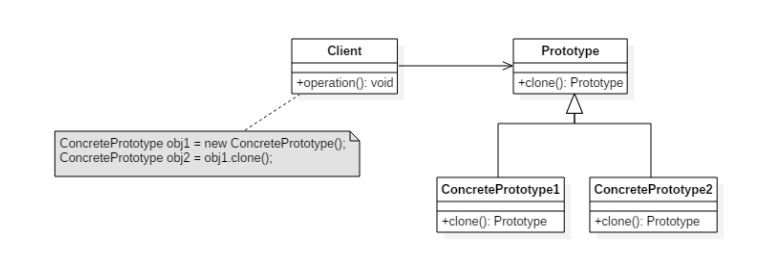 Client
+operation(): void
Prototype
+clone(): Prototype
ConcretePrototype obj1 = new ConcretePrototype();
ConcretePrototype obj2 = obj1.clone();
ConcretePrototype1
+clone(): Prototype
ConcretePrototype2
+clone(): Prototype